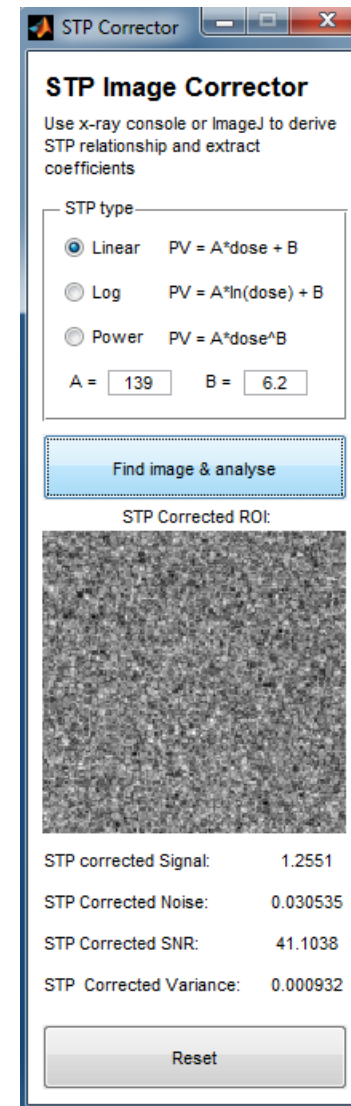 STP Corrector
STP Image Corrector
Use x-ray console or ImageJ to derive
STP relationship and extract
coefficients
STP type
Linear PV = A*dose + B
Log PV = A*ln(dose) + B
Power PV = A*dose^B
A = 139 B = 6.2
Find image & analyse
STP Corrected ROI:
STP corrected Signal: 1.2551
STP Corrected Noise: 0.030535
STP Corrected SNR: 41.1038
STP Corrected Variance: 0.000932
Reset